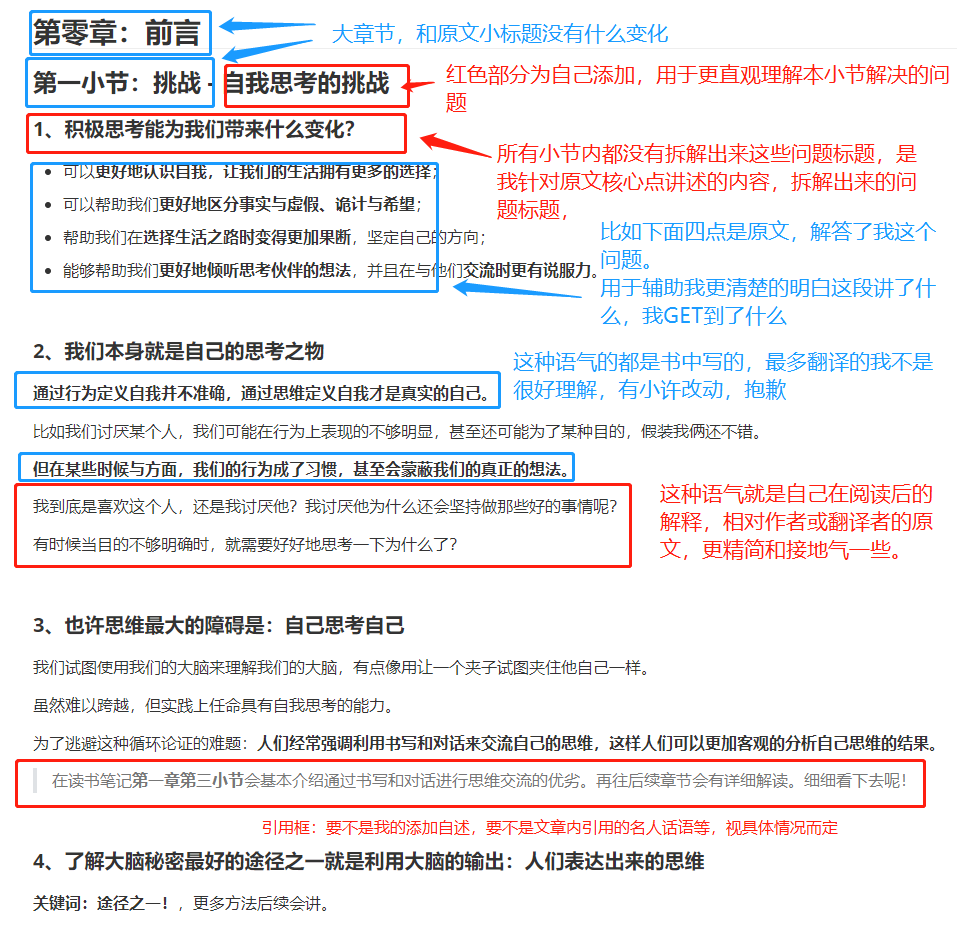 第零章：前言
大章节，和原文小标题没有什么变化
第一小节：挑战 - 自我思考的挑战
红色部分为自己添加，用于更直观理解本小节解决的问
题
1、积极思考能为我们带来什么变化？
所有小节内都没有拆解出来这些问题标题，是
我针对原文核心点讲述的内容，拆解出来的问
题标题，
• 可以更好地认识自我，让我们的生活拥有更多的选择；
• 可以帮助我们更好地区分事实与虚假、诡计与希望；
• 帮助我们在选择生活之路时变得更加果断，坚定自己的方向；
• 能够帮助我们更好地倾听思考伙伴的想法，并且在与他们交流时更有说服力。
比如下面四点是原文，解答了我这个
问题。
用于辅助我更清楚的明白这段讲了什
么，我GET到了什么
2、我们本身就是自己的思考之物
这种语气的都是书中写的，最多翻译的我不是
很好理解，有小许改动，抱歉
通过行为定义自我并不准确，通过思维定义自我才是真实的自己。
比如我们讨厌某个人，我们可能在行为上表现的不够明显，甚至还可能为了某种目的，假装我俩还不错。
但在某些时候与方面，我们的行为成了习惯，甚至会蒙蔽我们的真正的想法。
我到底是喜欢这个人，还是我讨厌他？我讨厌他为什么还会坚持做那些好的事情呢？
有时候当目的不够明确时，就需要好好地思考一下为什么了？
这种语气就是自己在阅读后的
解释，相对作者或翻译者的原
文，更精简和接地气一些。
3、也许思维最大的障碍是：自己思考自己
我们试图使用我们的大脑来理解我们的大脑，有点像用让一个夹子试图夹住他自己一样。
虽然难以跨越，但实践上任命具有自我思考的能力。
为了逃避这种循环论证的难题：人们经常强调利用书写和对话来交流自己的思维，这样人们可以更加客观的分析自己思维的结果。
在读书笔记第一章第三小节会基本介绍通过书写和对话进行思维交流的优劣。再往后续章节会有详细解读。细细看下去呢！
引用框：要不是我的添加自述，要不是文章内引用的名人话语等，视具体情况而定
4、了解大脑秘密最好的途径之一就是利用大脑的输出：人们表达出来的思维
关键词：途径之一！，更多方法后续会讲。